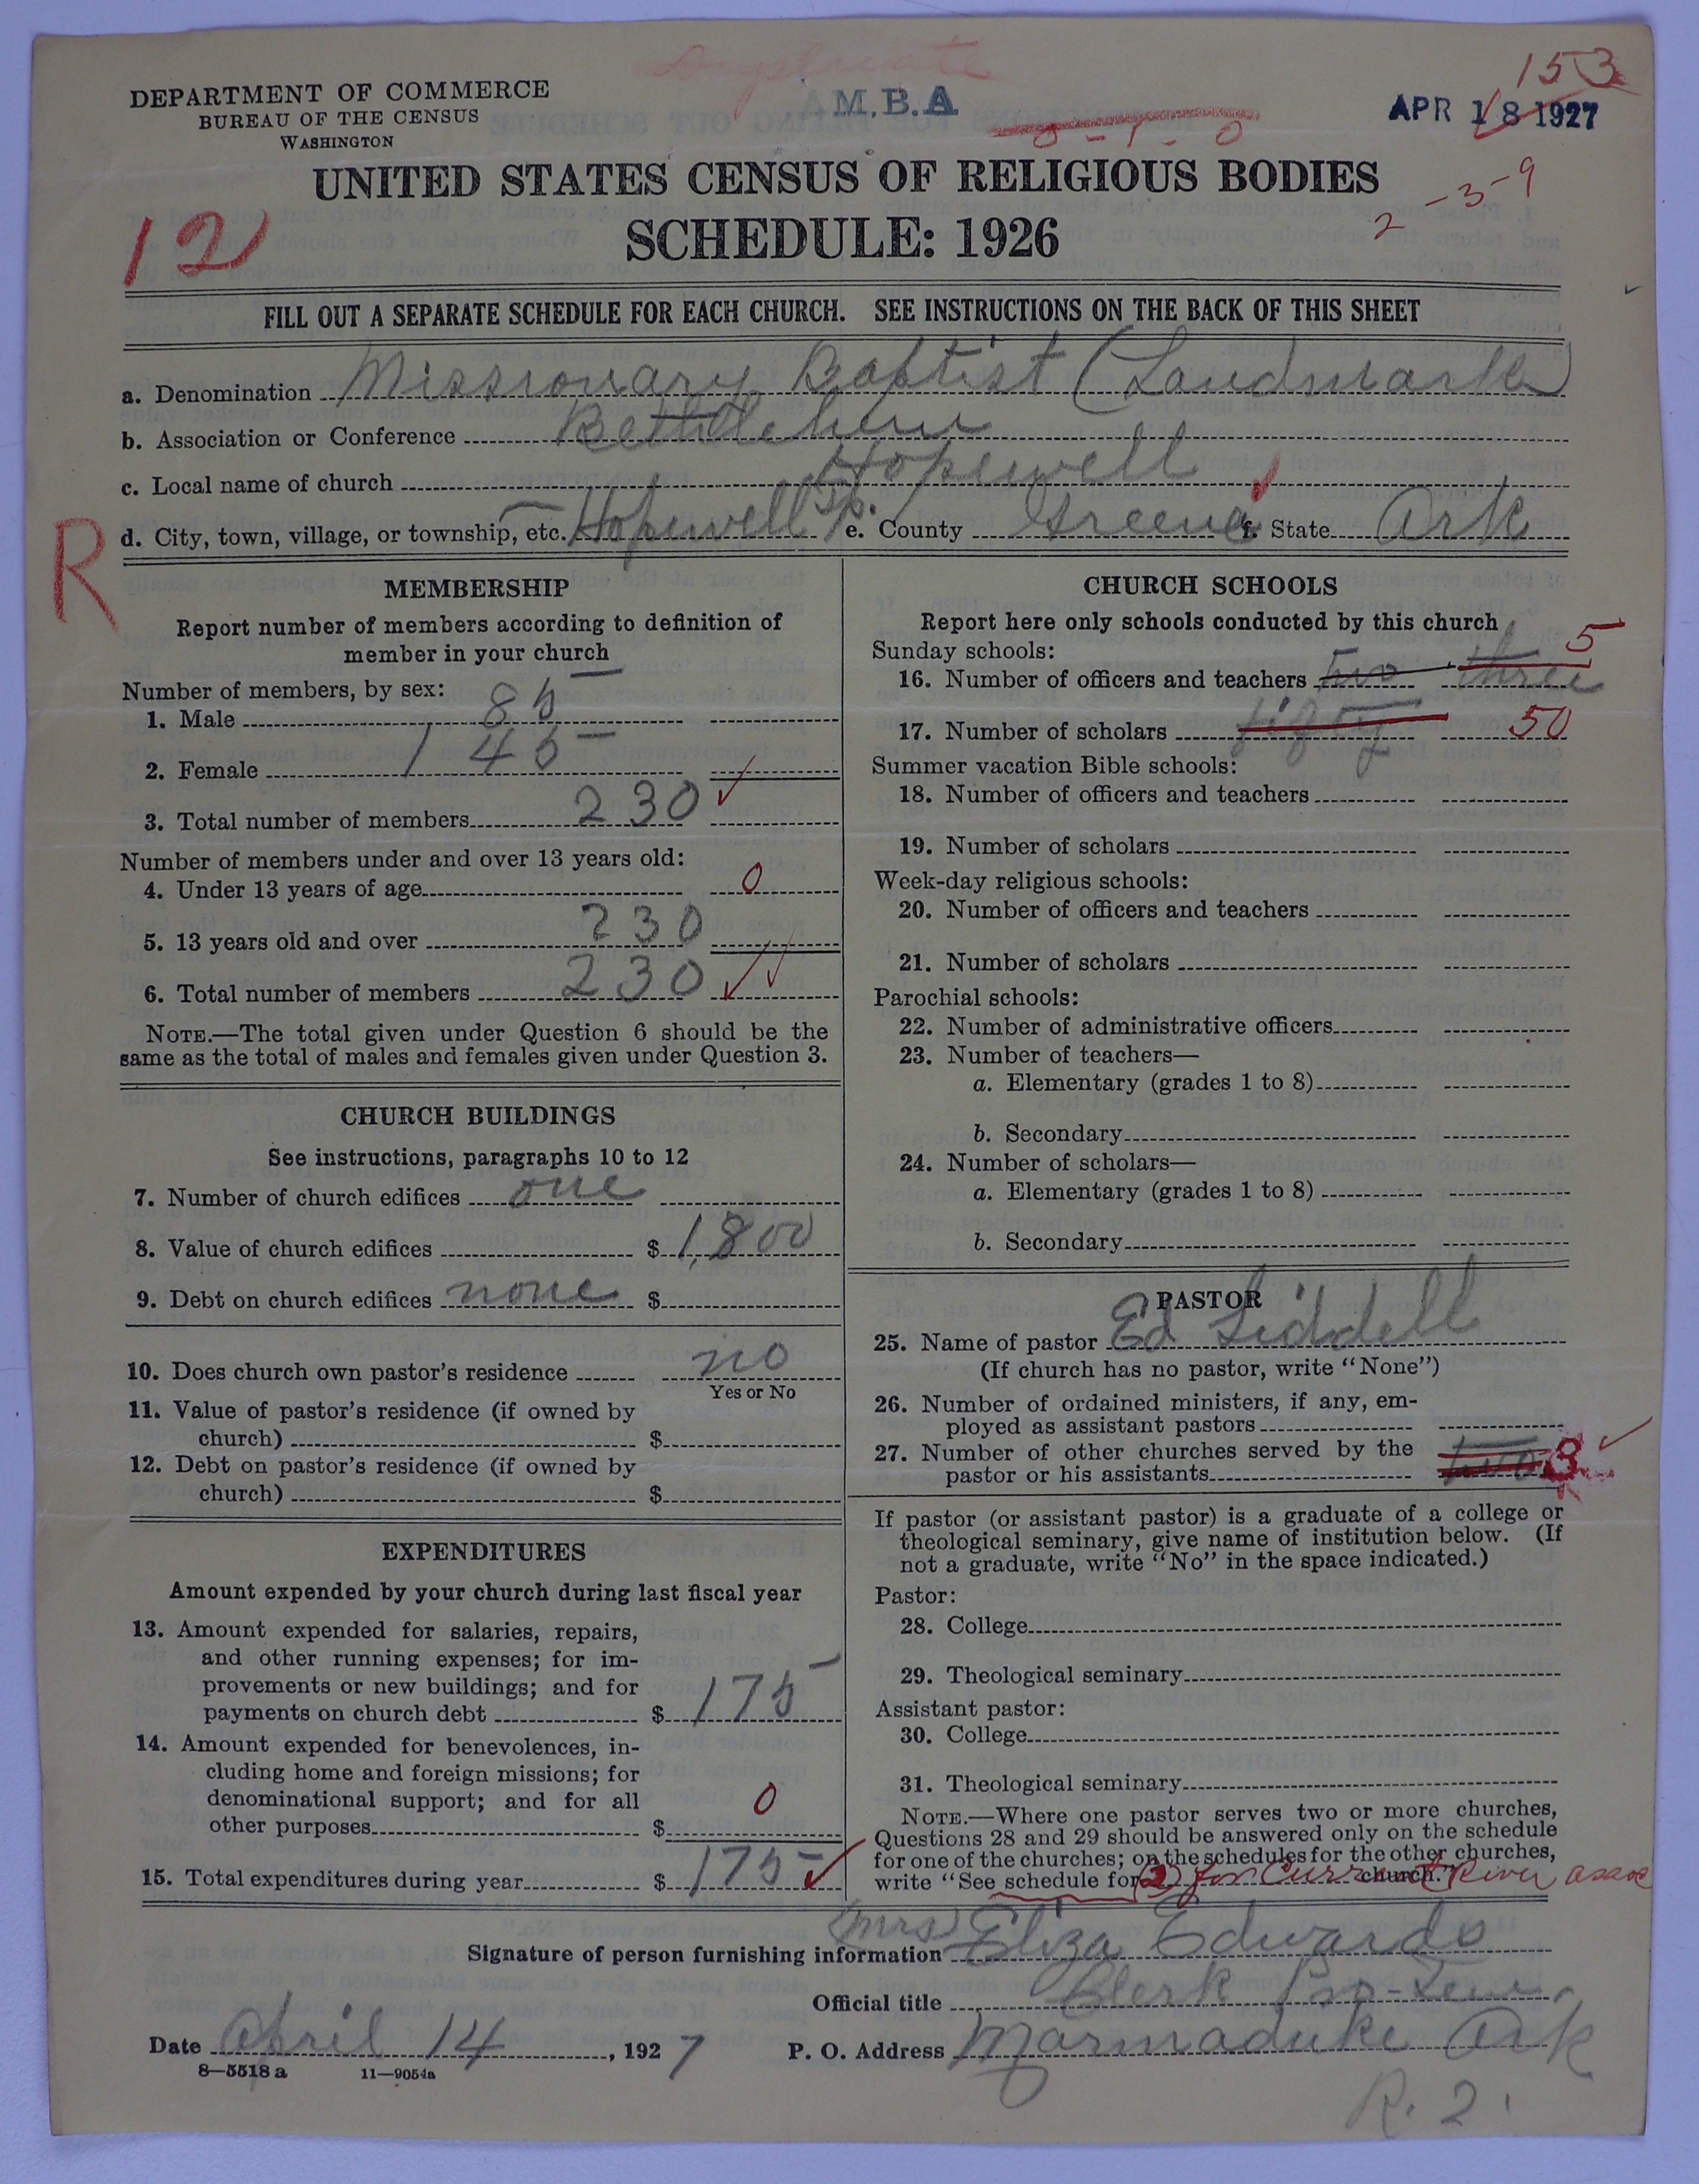 Duplicate
153
DEPARTMENT OF COMMERCE
BUREAU OF THE CENSUS
WASHINGTON
A.M.B.A
APR 18 1927
0-1-0
2-3-9
UNITED STATES CENSUS OF RELIGIOUS BODIES
12
SCHEDULE: 1926
FILL OUT A SEPARATE SCHEDULE FOR EACH CHURCH. SEE INSTRUCTIONS ON THE BACK OF THIS SHEET
a. Denomination Missionary Baptist (Landmark)
b. Association or Conference Bethlehem
c. Local name of church Hopewell
d. City, town, village, or township, etc. Hopewell Tp. e. County Greene f. State Ark
R
MEMBERSHIP
Report number of members according to definition of
member in your church
Number of members, by sex:
1. Male 85
2. Female 145
3. Total number of members 230
Number of members under and over 13 years old:
4. Under 13 years of age 0
5. 13 years old and over 230
6. Total number of members 230
NOTE.—The total given under Question 6 should be the
same as the total of males and females given under Question 3.
CHURCH BUILDINGS
See instructions, paragraphs 10 to 12
7. Number of church edifices one
8. Value of church edifices $ 1,800
9. Debt on church edifices none $
10. Does church own pastor's residence no
Yes or No
11. Value of pastor's residence (if owned by
church) $
12. Debt on pastor's residence (if owned by
church) $
EXPENDITURES
Amount expended by your church during last fiscal year
13. Amount expended for salaries, repairs,
and other running expenses; for im-
provements or new buildings; and for
payments on church debt $ 175
14. Amount expended for benevolences, in-
cluding home and foreign missions; for
denominational support; and for all
other purposes $ 0
15. Total expenditures during year $ 175
CHURCH SCHOOLS
Report here only schools conducted by this church
Sunday schools:
16. Number of officers and teachers two three 5
17. Number of scholars fifty 50
Summer vacation Bible schools:
18. Number of officers and teachers
19. Number of scholars
Week-day religious schools:
20. Number of officers and teachers
21. Number of scholars
Parochial schools:
22. Number of administrative officers
23. Number of teachers—
a. Elementary (grades 1 to 8)
b. Secondary
24. Number of scholars—
a. Elementary (grades 1 to 8)
b. Secondary
PASTOR
25. Name of pastor Ed Liddell
(If church has no pastor, write "None")
26. Number of ordained ministers, if any, em-
ployed as assistant pastors
27. Number of other churches served by the
pastor or his assistants two 3
If pastor (or assistant pastor) is a graduate of a college or
theological seminary, give name of institution below. (If
not a graduate, write "No" in the space indicated.)
Pastor:
28. College
29. Theological seminary
Assistant pastor:
30. College
31. Theological seminary
NOTE.—Where one pastor serves two or more churches,
Questions 28 and 29 should be answered only on the schedule
for one of the churches; on the schedules for the other churches,
write "See schedule for (2) for Current River assoc church."
Signature of person furnishing information (Mrs) Eliza Edwards
Official title Clerk Pro-Tem.
Date April 14, 1927 P. O. Address Marmaduke Ark
R. 2.
8—5518 a 11—9054a